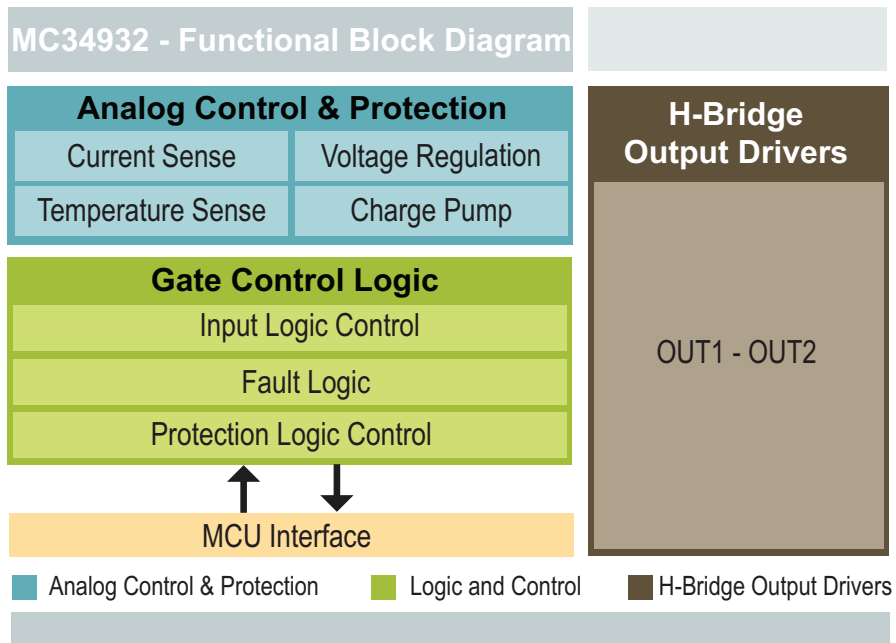 MC34932 - Functional Block Diagram
Analog Control & Protection
Current Sense
Voltage Regulation
Temperature Sense
Charge Pump
Gate Control Logic
Input Logic Control
Fault Logic
Protection Logic Control
MCU Interface
H-Bridge
Output Drivers
OUT1 - OUT2
Analog Control & Protection
Logic and Control
H-Bridge Output Drivers